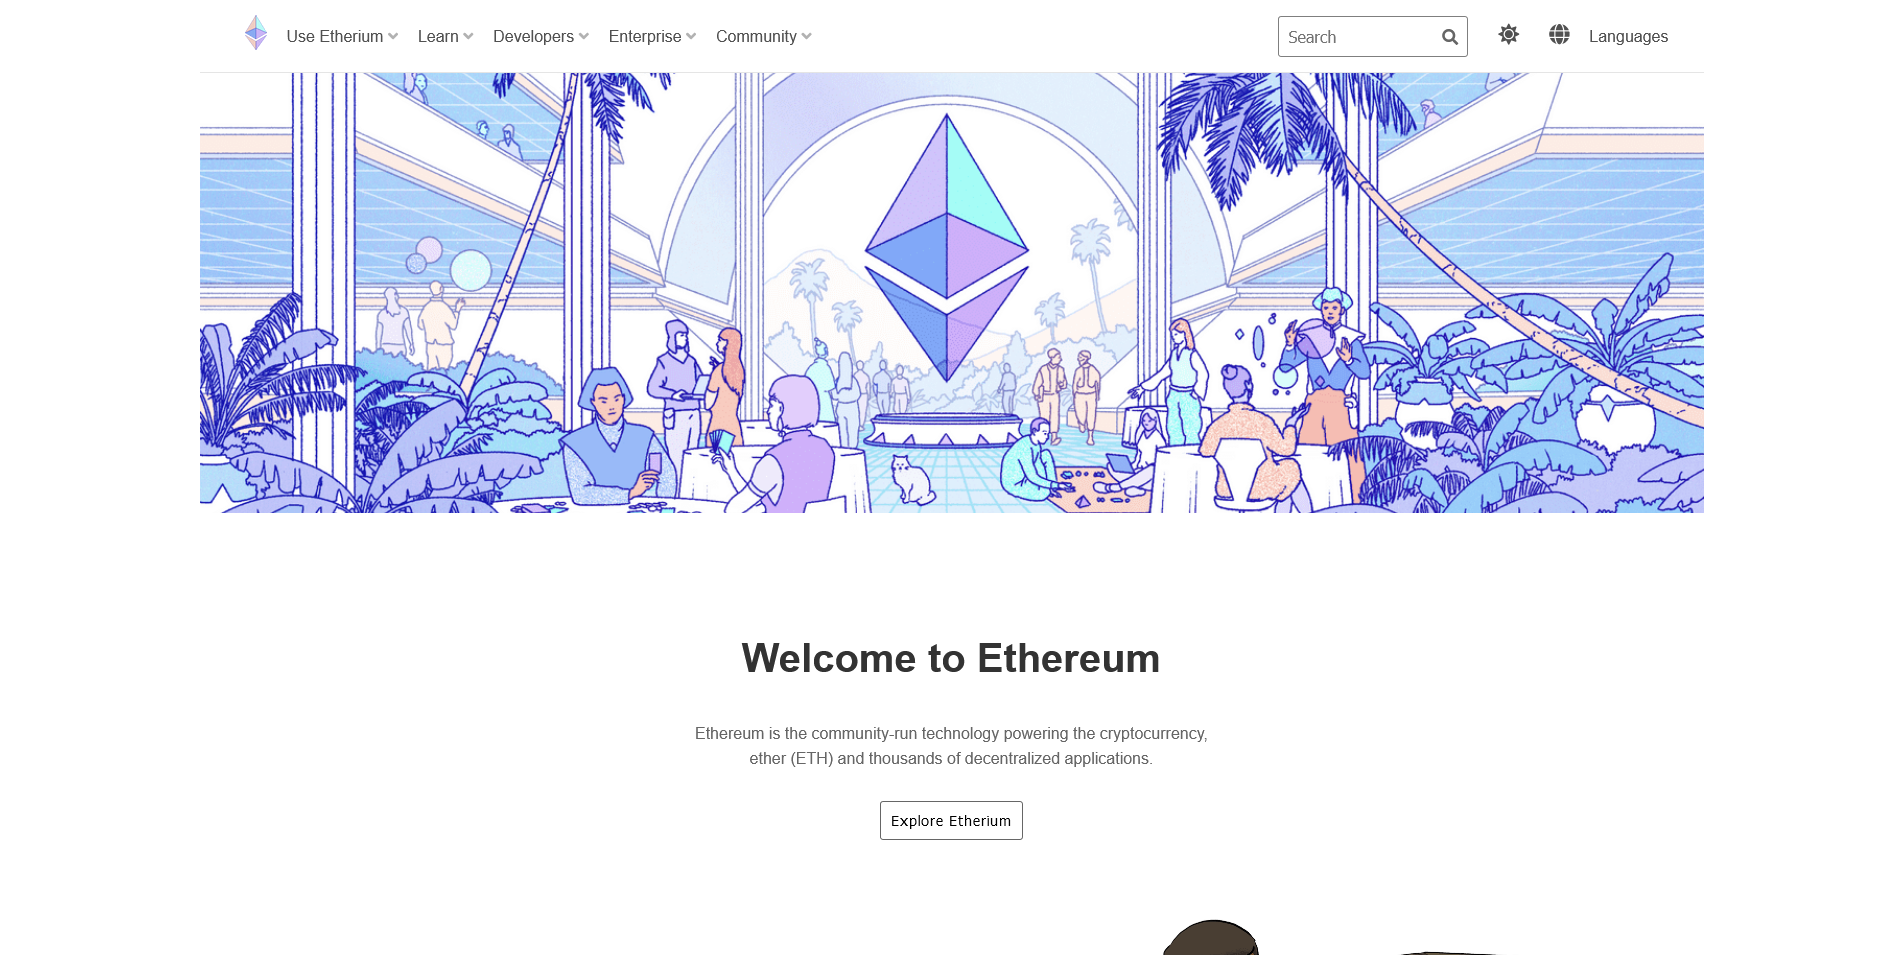 Use Etherium Learn Developers Enterprise Community Search Languages
Welcome to Ethereum
Ethereum is the community-run technology powering the cryptocurrency,
ether (ETH) and thousands of decentralized applications.
Explore Etherium